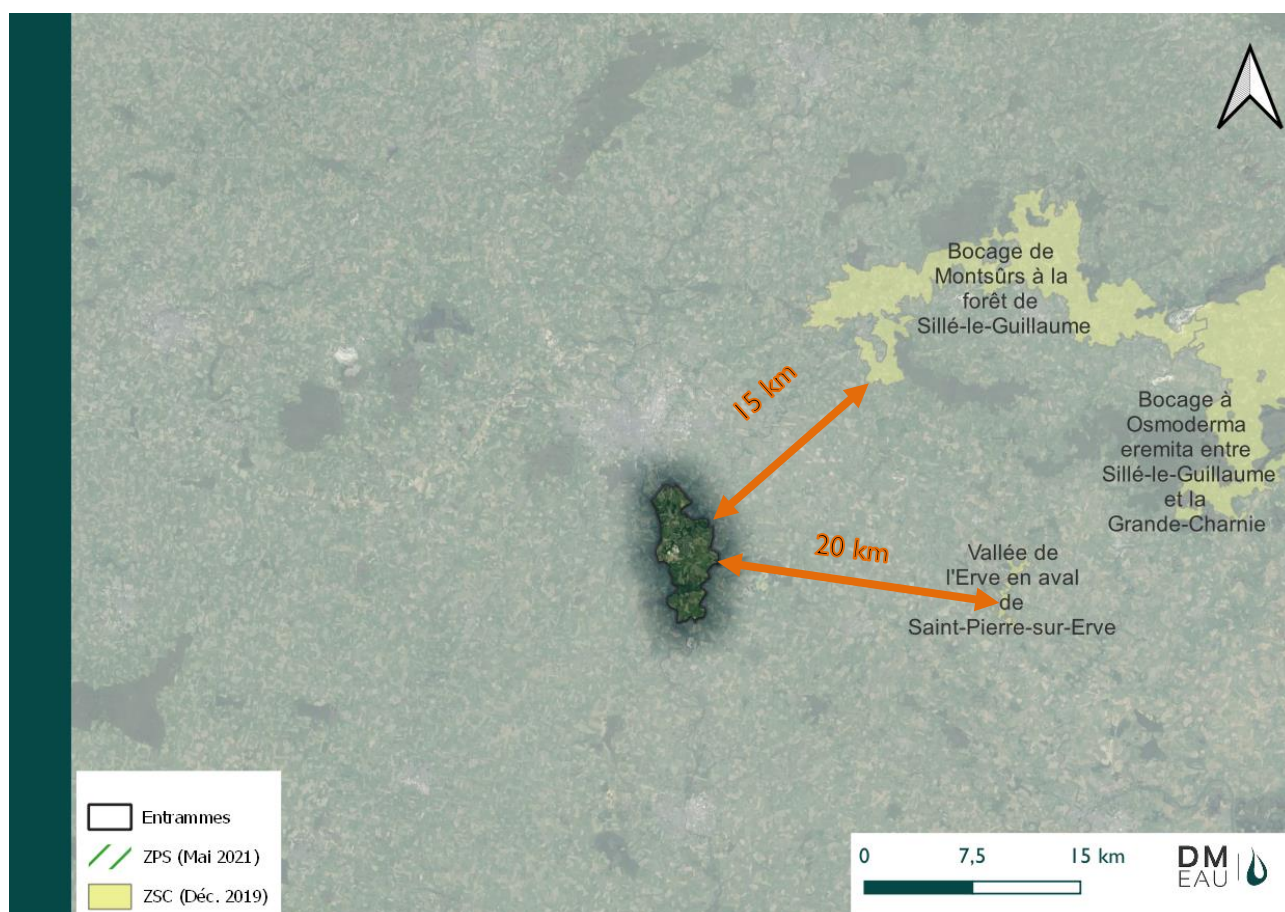 Bocage de
Montsûrs à la
forêt de
Sillé-le-Guillaume
15 km
Bocage à
Osmoderma
eremita entre
Sillé-le-Guillaume
et la
Grande-Charnie
20 km
Vallée de
l'Erve en aval
de
Saint-Pierre-sur-Erve
Entrammes
ZPS (Mai 2021)
ZSC (Déc. 2019)
0 7,5 15 km
DM
EAU